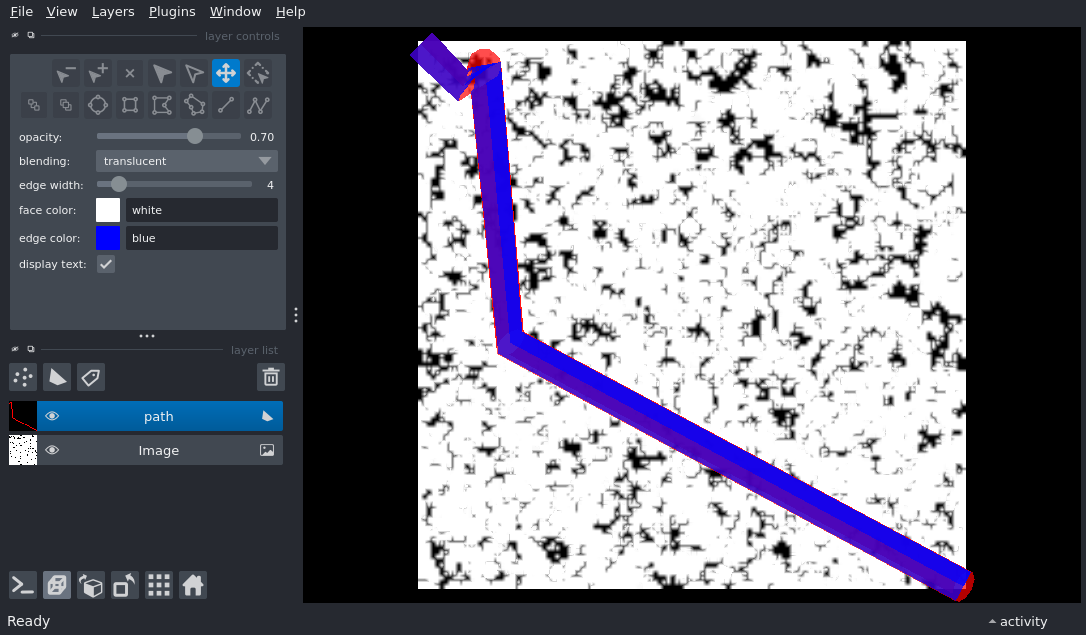 File View Layers Plugins Window Help
layer controls
opacity: 0.70
blending: translucent
edge width: 4
face color: white
edge color: blue
display text:
layer list
path
Image
Ready
activity